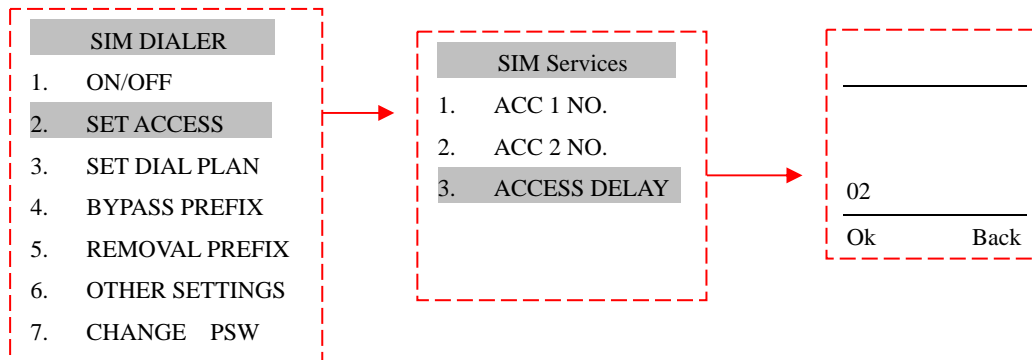 SIM DIALER
1. ON/OFF
2. SET ACCESS
3. SET DIAL PLAN
4. BYPASS PREFIX
5. REMOVAL PREFIX
6. OTHER SETTINGS
7. CHANGE PSW
SIM Services
1. ACC 1 NO.
2. ACC 2 NO.
3. ACCESS DELAY
02
Ok Back